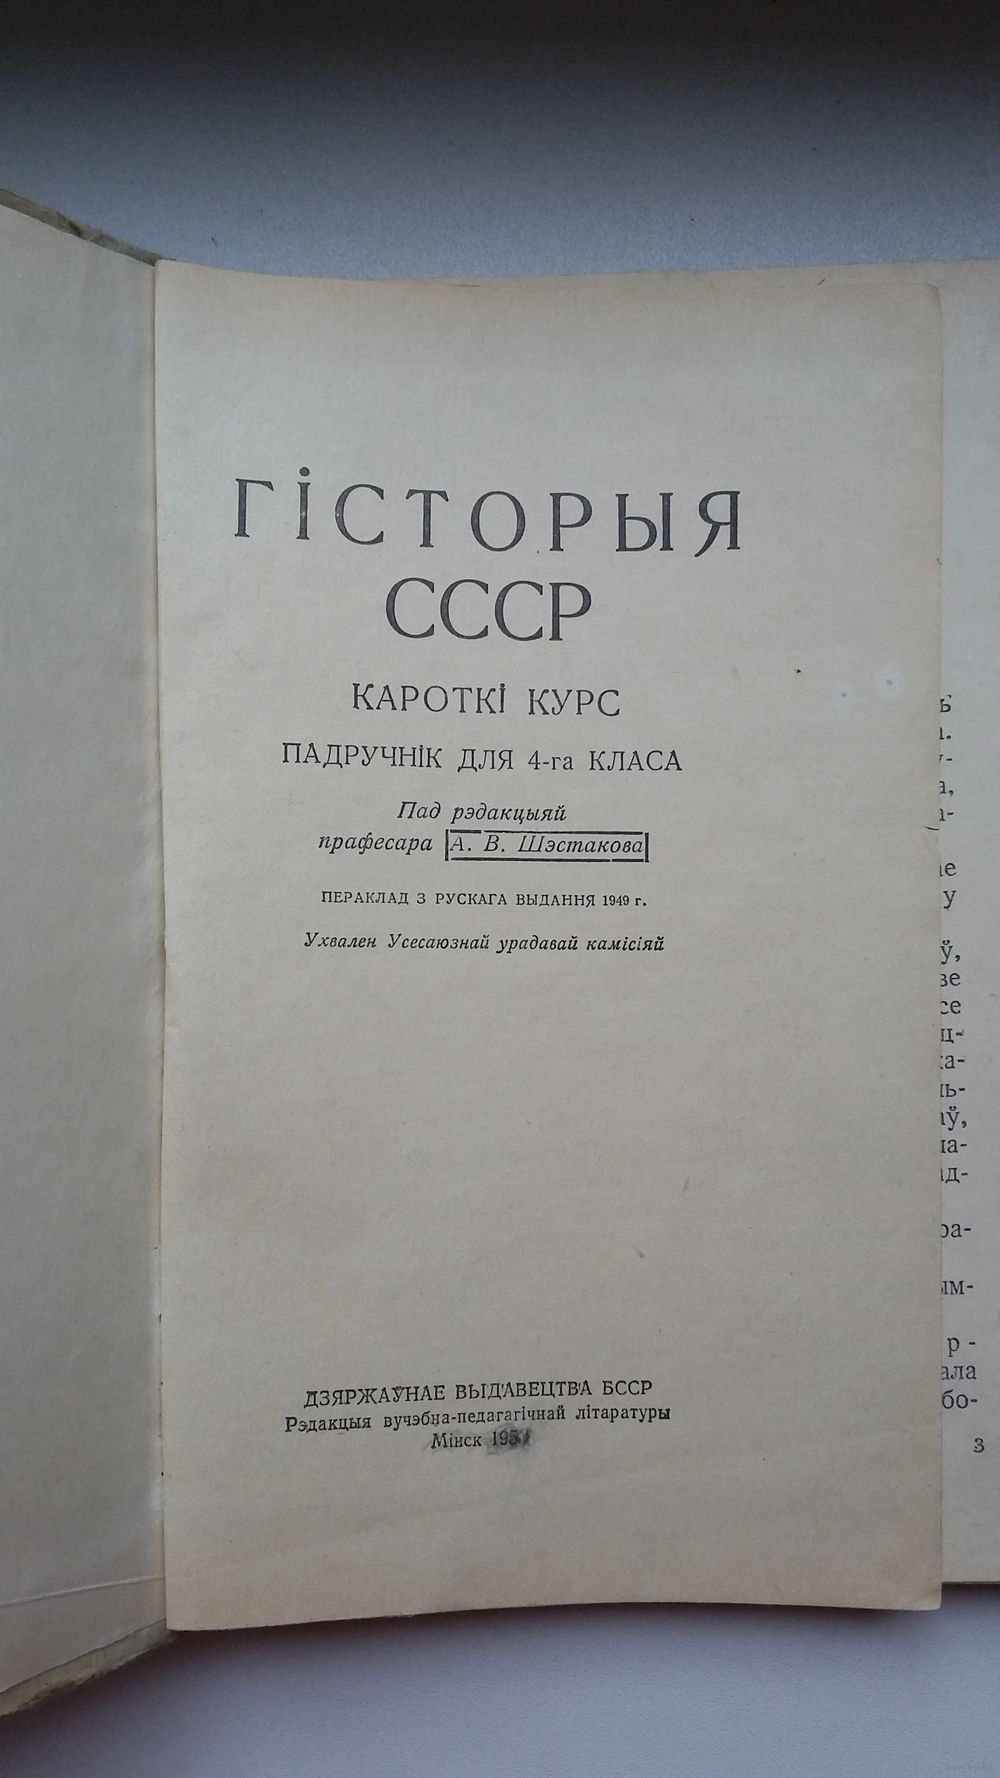 ГІСТОРЫЯ
СССР
КАРОТКІ КУРС
ПАДРУЧНІК ДЛЯ 4-га КЛАСА
Пад рэдакцыяй
прафесара А. В. Шэстакова
ПЕРАКЛАД З РУСКАГА ВЫДАННЯ 1949 г.
Ухвален Усесаюзнай урадавай камісіяй
ДЗЯРЖАЎНАЕ ВЫДАВЕЦТВА БССР
Рэдакцыя вучэбна-педагагічнай літаратуры
Мінск
3